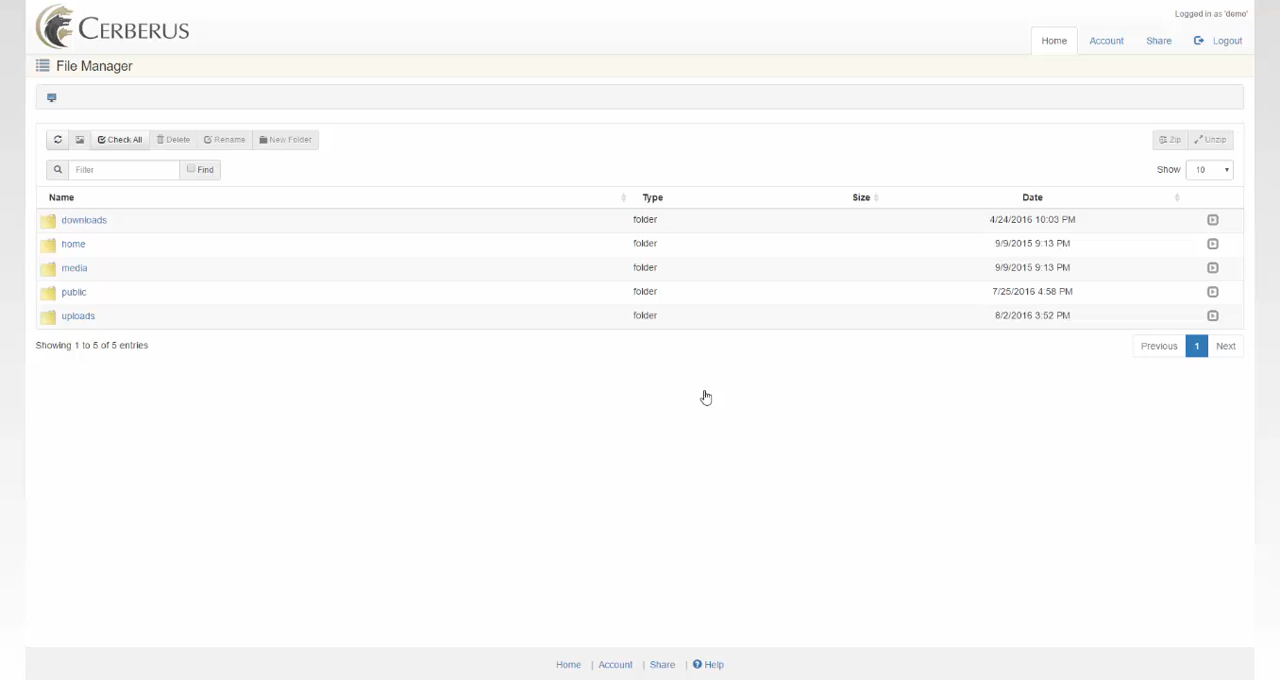 Logged in as 'demo'
CERBERUS
Home Account Share Logout
File Manager
Check All Delete Rename New Folder Zip Unzip
Filter Find Show 10
Name Type Size Date
downloads folder 4/24/2016 10:03 PM
home folder 9/9/2015 9:13 PM
media folder 9/9/2015 9:13 PM
public folder 7/25/2016 4:58 PM
uploads folder 8/2/2016 3:52 PM
Showing 1 to 5 of 5 entries Previous 1 Next
Home | Account | Share | Help